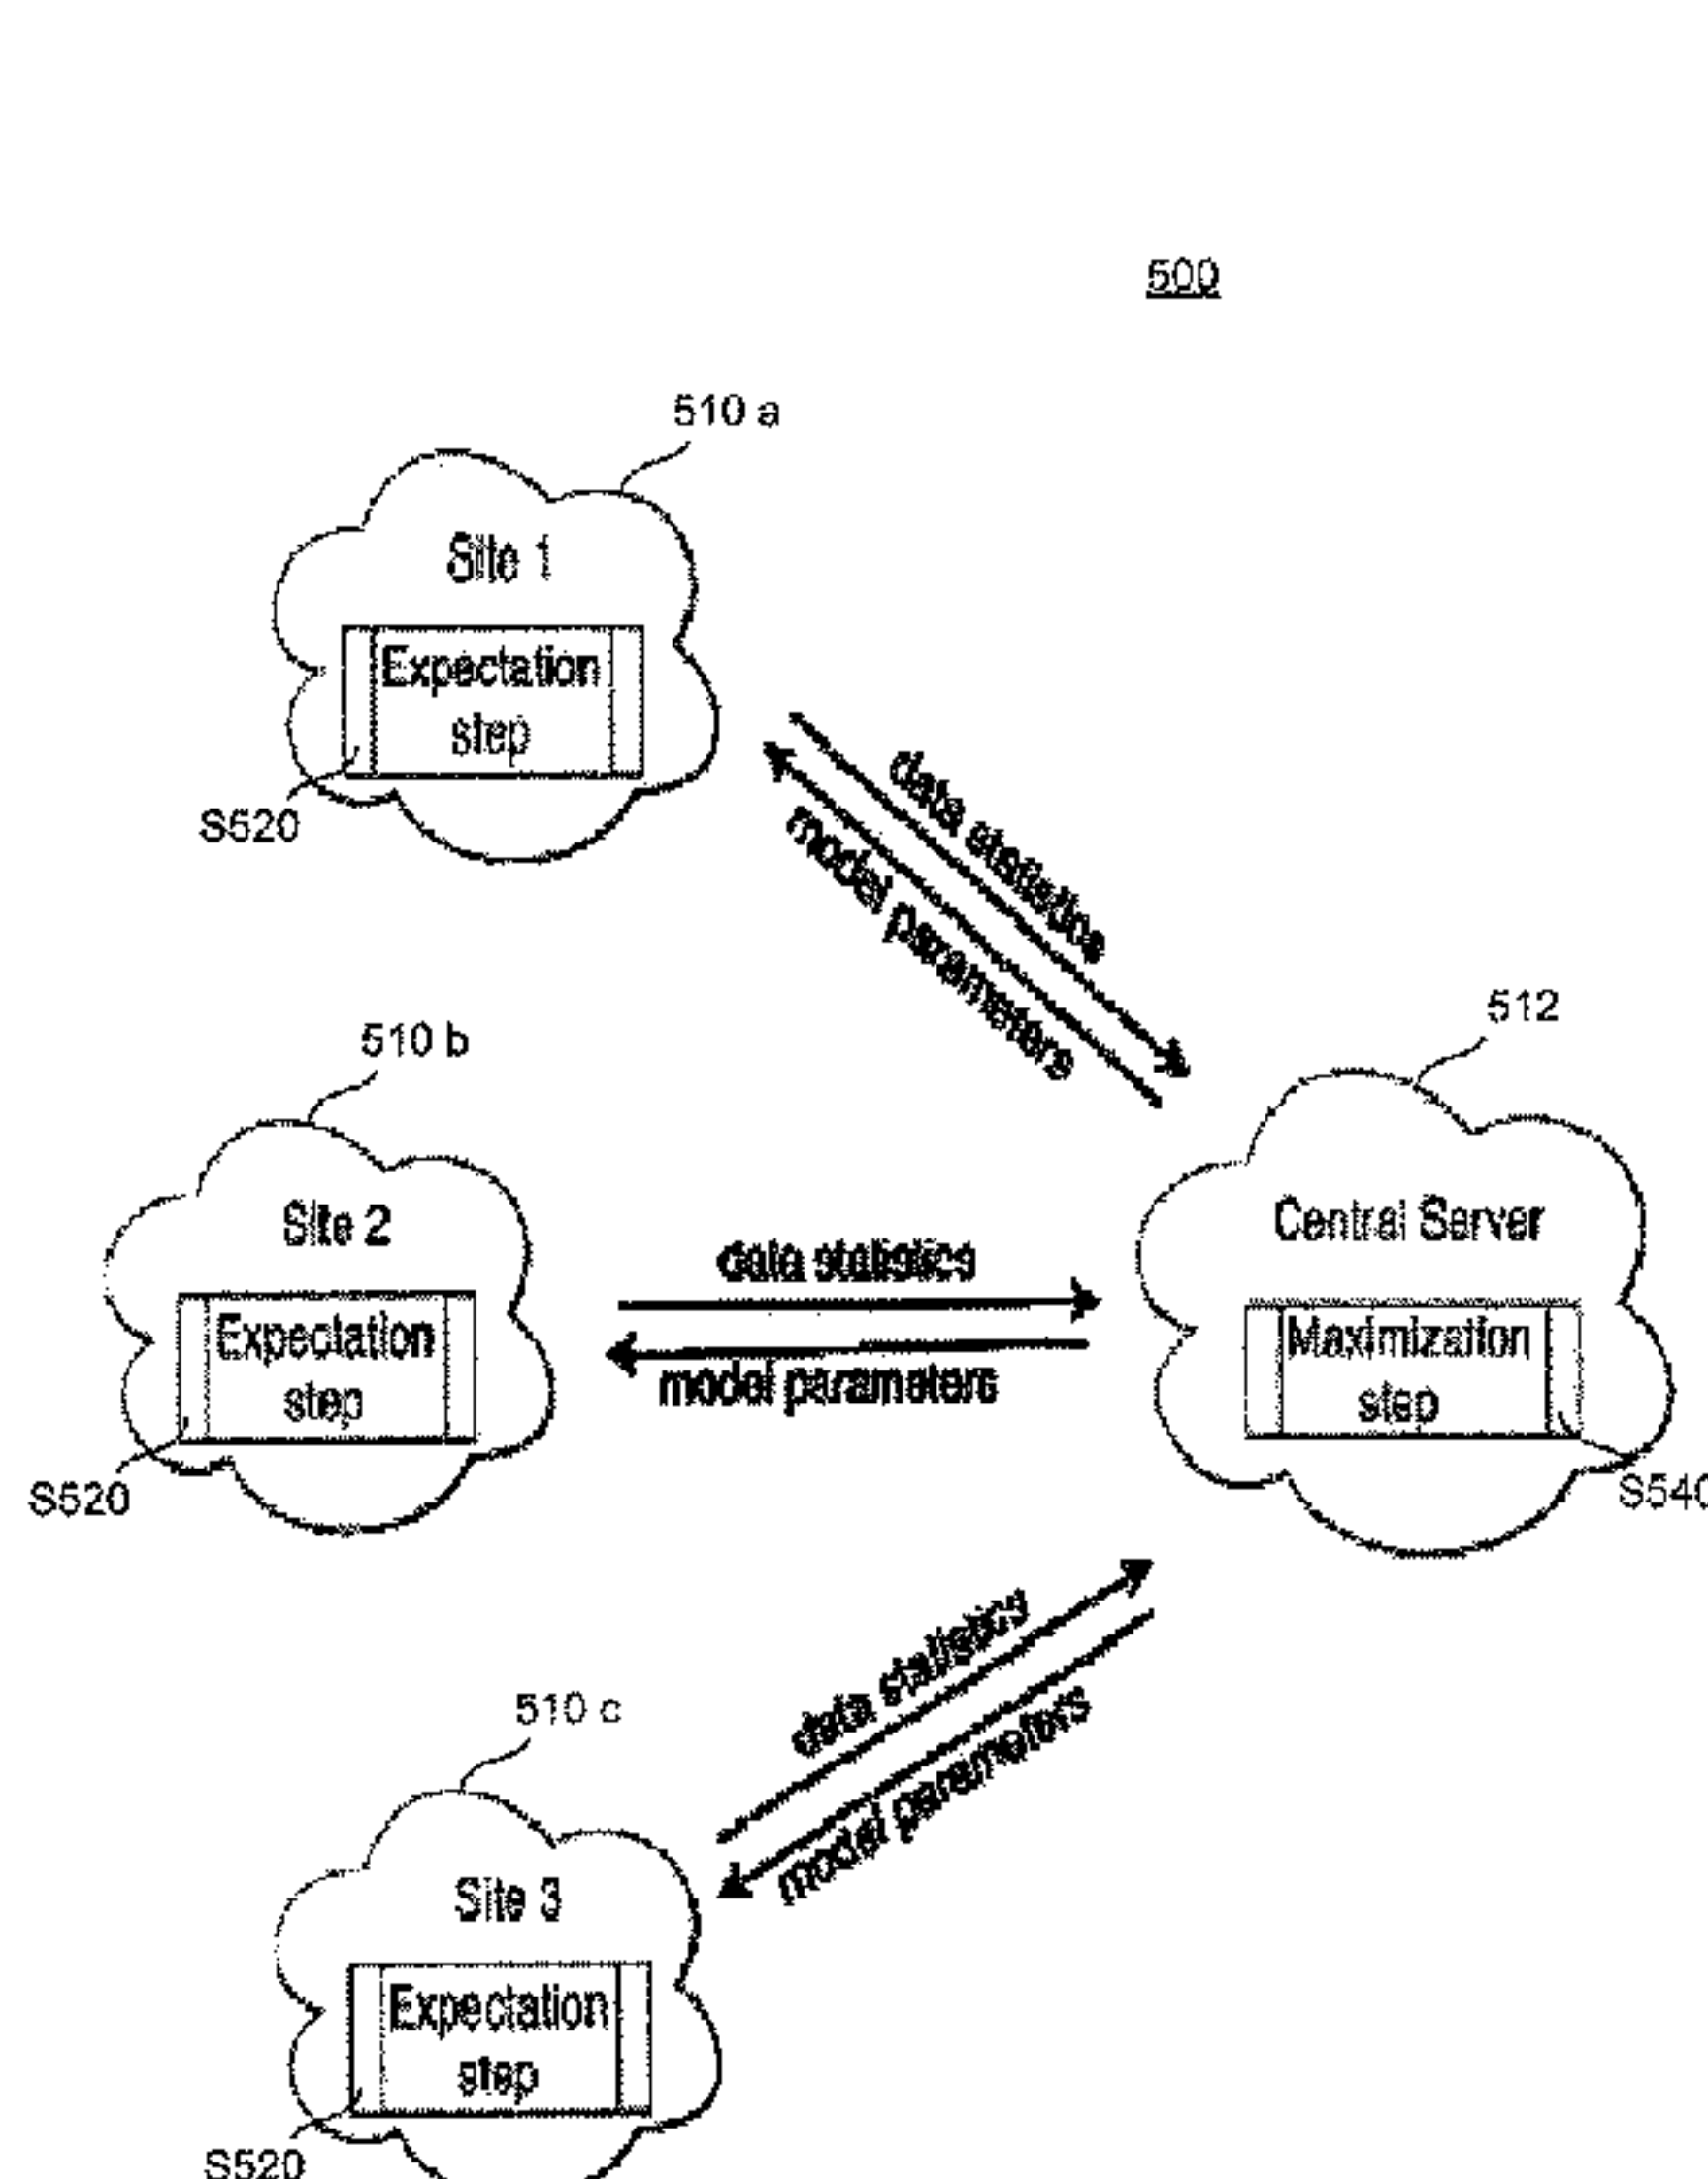 500
510 a
Site 1
Expectation
step
S520
data statistics
model parameters
510 b
Site 2
Expectation
step
S520
data statistics
model parameters
512
Central Server
Maximization
step
S540
data statistics
model parameters
510 c
Site 3
Expectation
step
S520